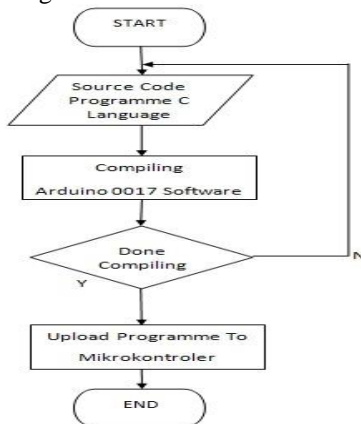 START
Source Code
Programme C
Language
Compiling
Arduino 0017 Software
Done
Compiling
N
Y
Upload Programme To
Mikrokontroler
END